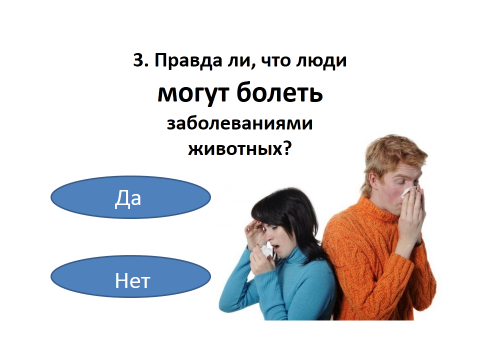 3. Правда ли, что люди
могут болеть
заболеваниями
животных?
Да
Нет